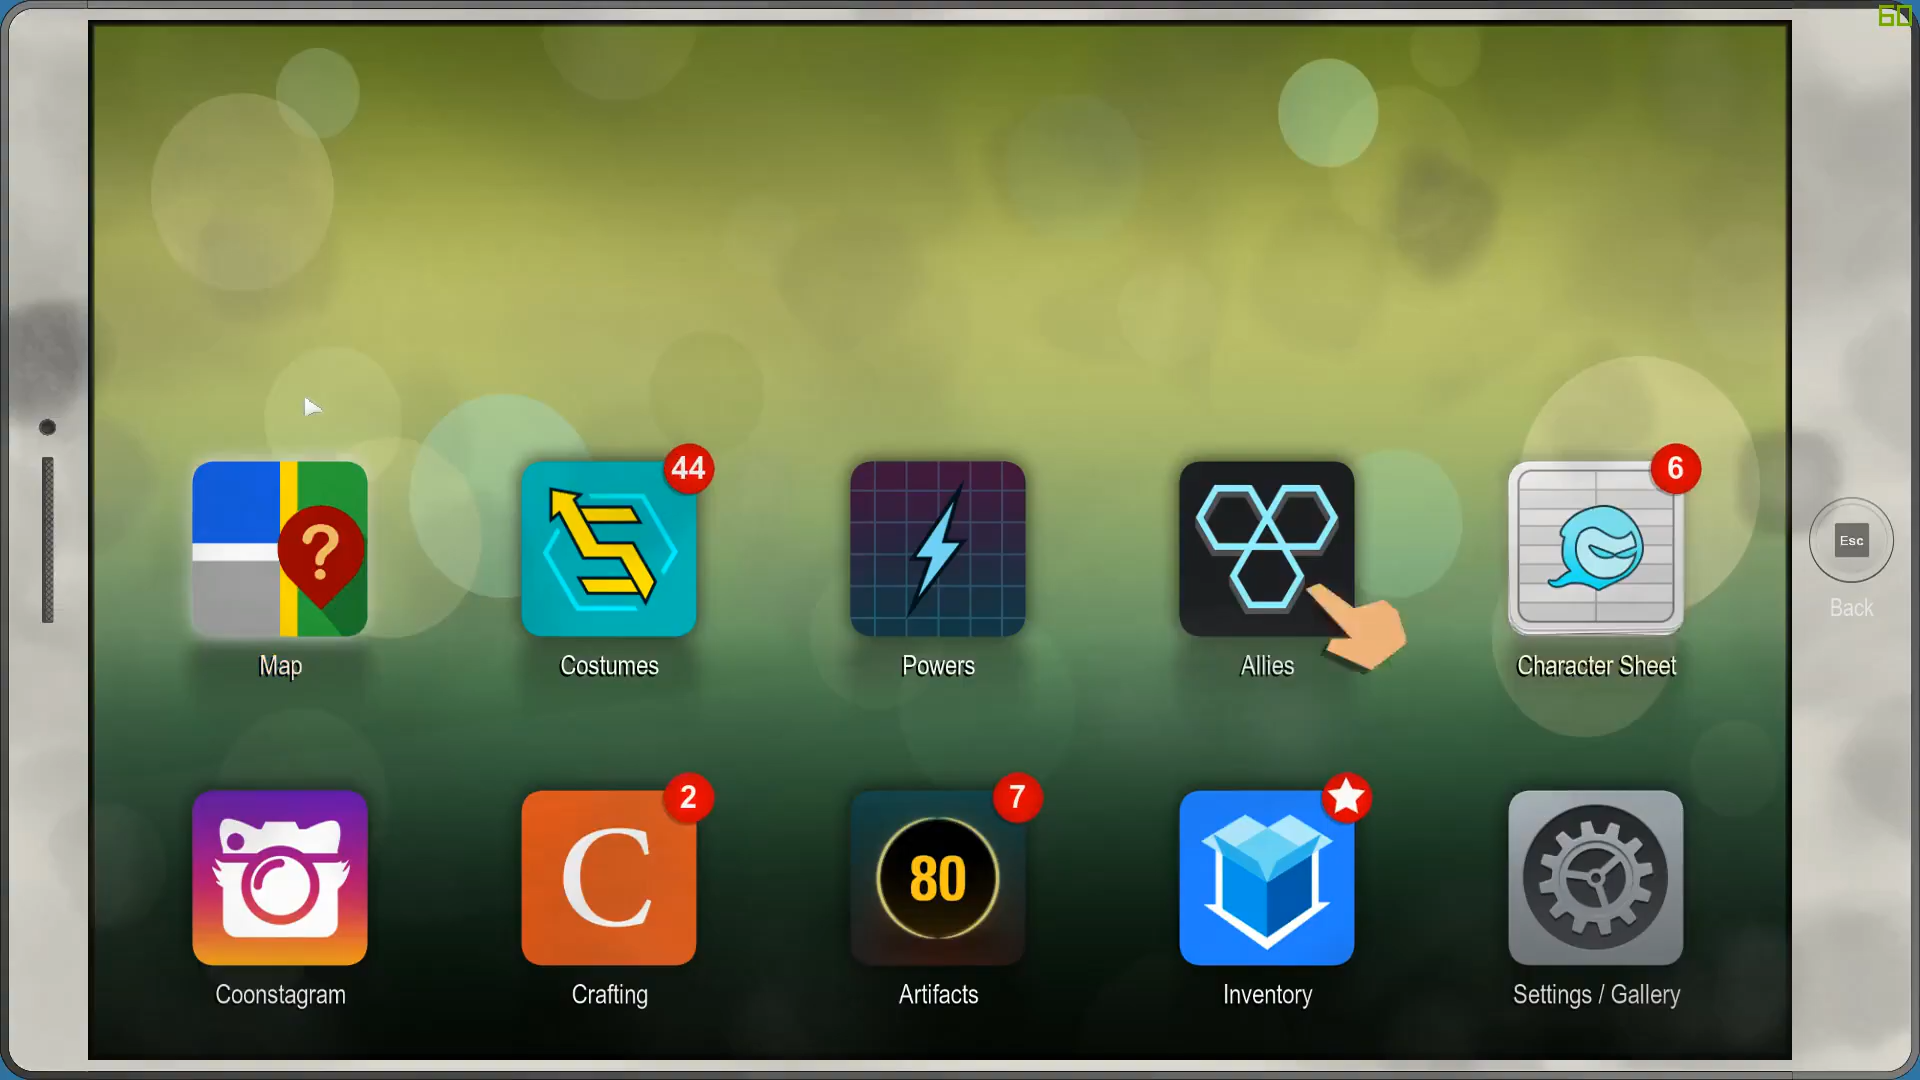 60
44
6
?
Esc
Back
Map
Costumes
Powers
Allies
Character Sheet
2
7
C
80
Coonstagram
Crafting
Artifacts
Inventory
Settings / Gallery